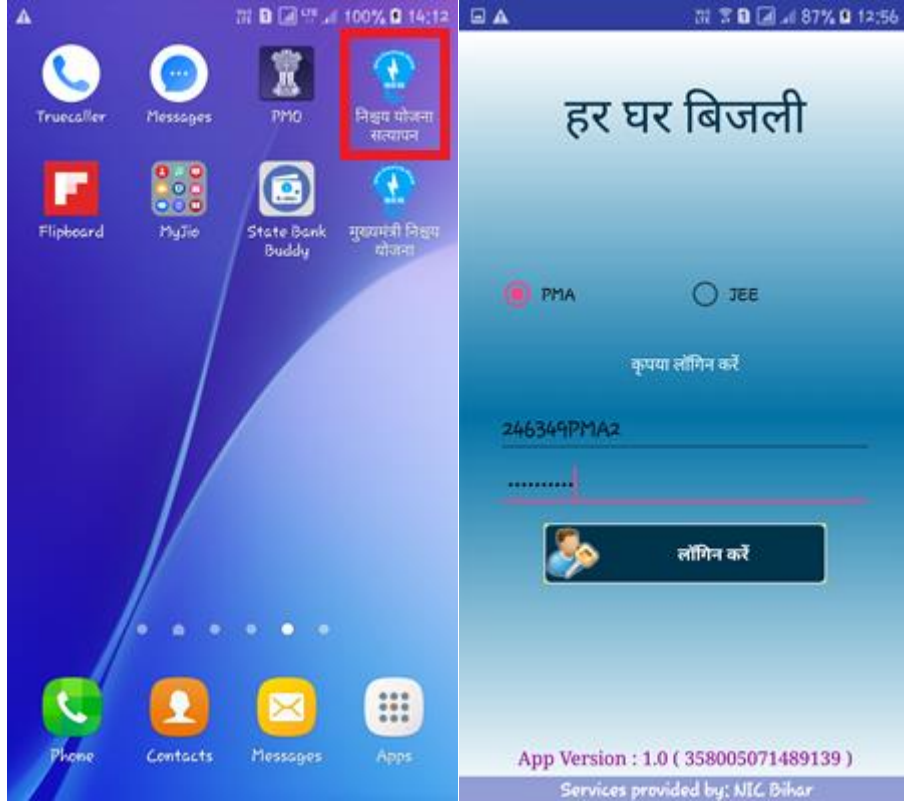 LTE 100% 14:12
Truecaller
Messages
PMO
निश्चय योजना
सत्यापन
Flipboard
MyJio
State Bank
Buddy
मुख्यमंत्री निश्चय
योजना
Phone
Contacts
Messages
Apps
87% 12:56
हर घर बिजली
PMA
JEE
कृपया लॉगिन करें
246349PMA2
..........
लॉगिन करें
App Version : 1.0 ( 358005071489139 )
Services provided by: NIC Bihar